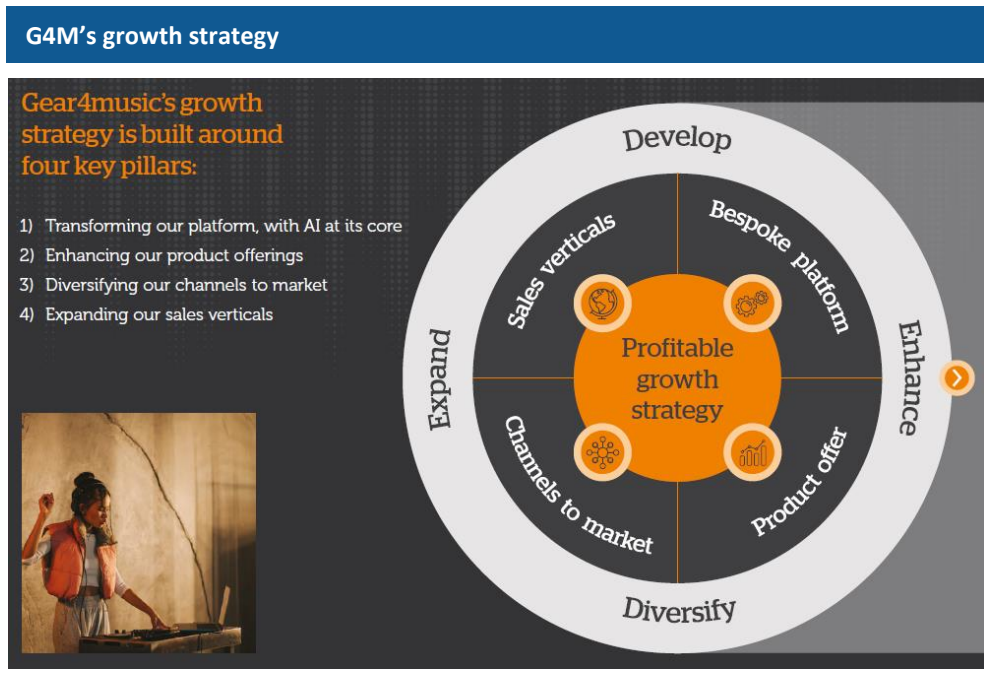 G4M’s growth strategy
Gear4music’s growth
strategy is built around
four key pillars:
1) Transforming our platform, with AI at its core
2) Enhancing our product offerings
3) Diversifying our channels to market
4) Expanding our sales verticals
Develop
Sales verticals
Bespoke platform
Expand
Profitable
growth
strategy
Enhance
Channels to market
Product offer
Diversify